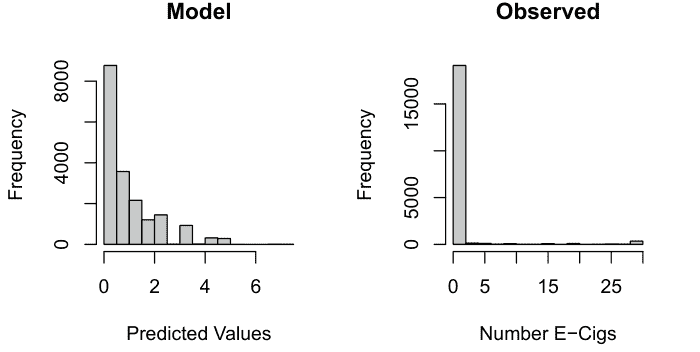 Model
Frequency
0
4000
8000
0
2
4
6
Predicted Values
Observed
Frequency
0
5000
15000
0
5
15
25
Number E−Cigs